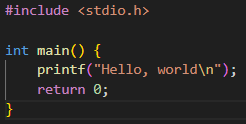 #include <stdio.h>

int main() {
    printf("Hello, world\n");
    return 0;
}